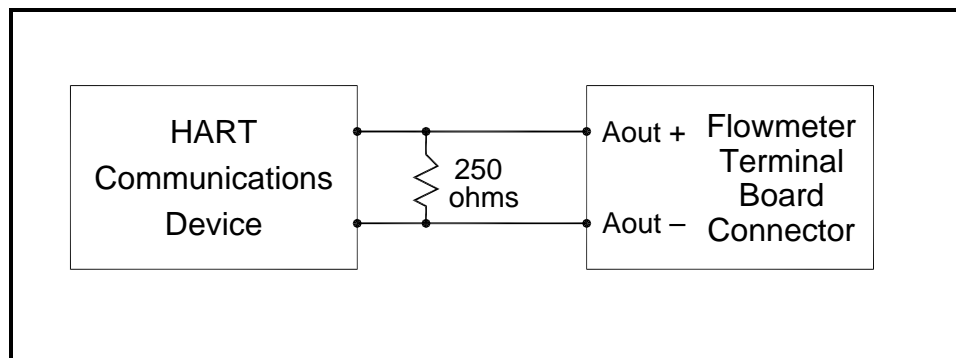 HART
Communications
Device
250
ohms
Aout +
Aout –
Flowmeter
Terminal
Board
Connector